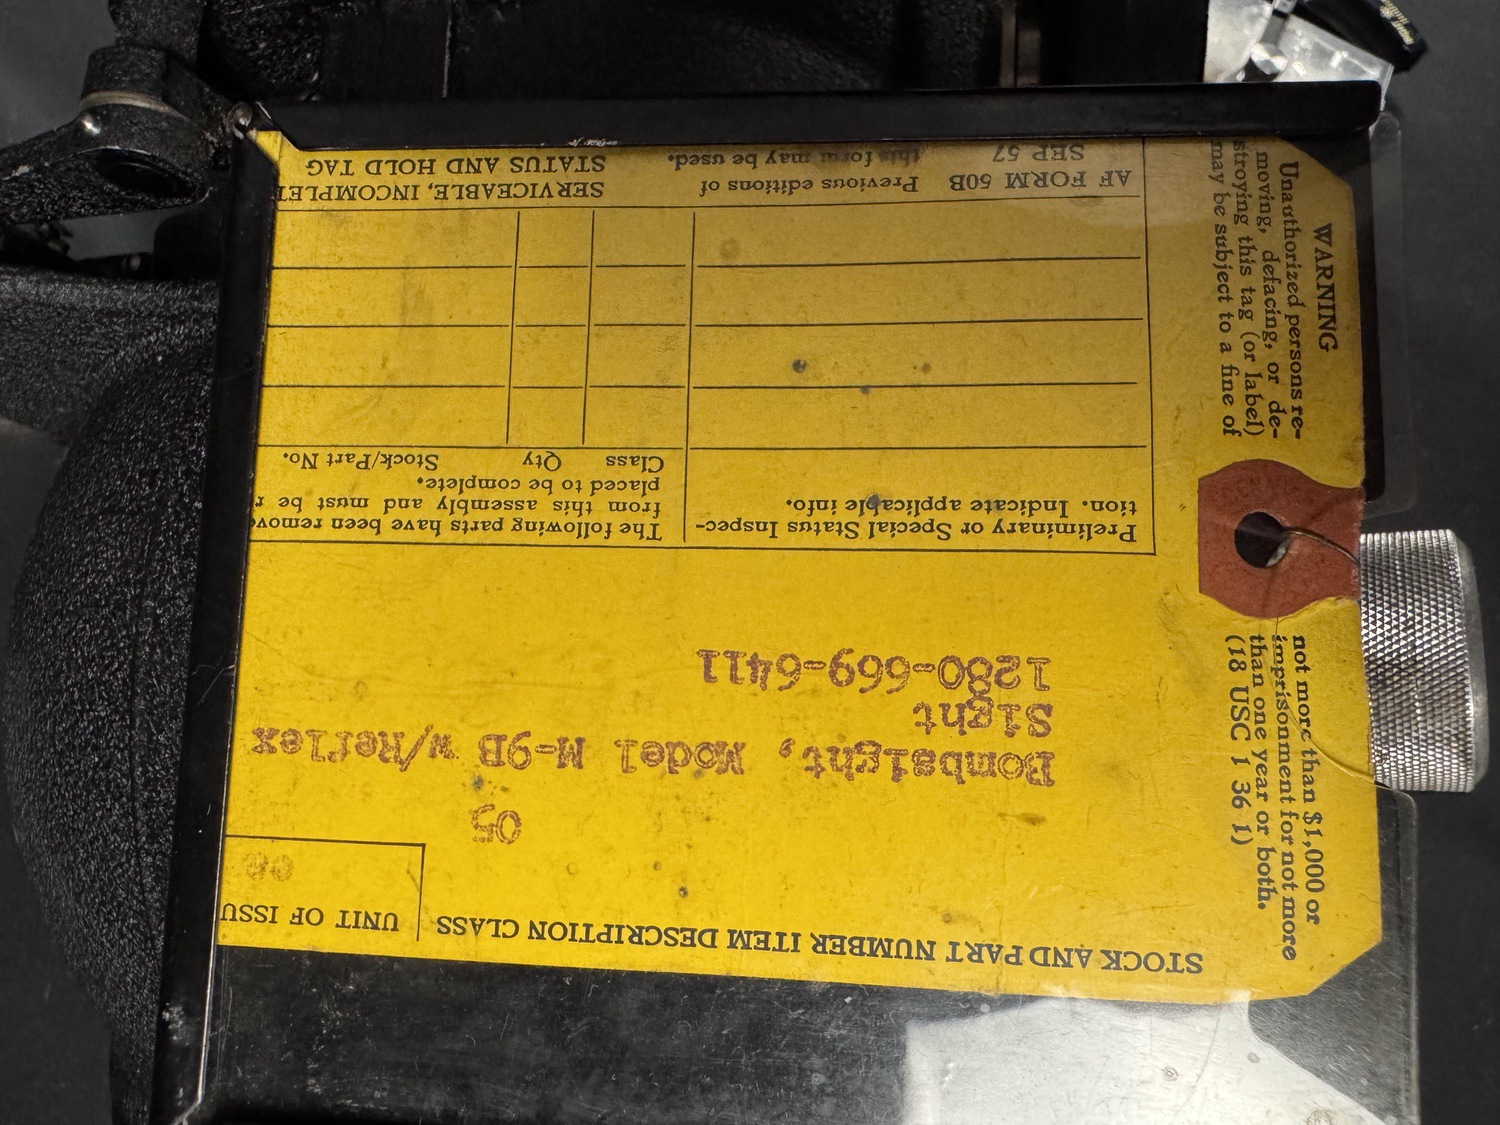 STOCK AND PART NUMBER ITEM DESCRIPTION CLASS
UNIT OF ISSU
05
Bombsight, Model M-9B w/Reflex
Sight
1280-669-6411
Preliminary or Special Status Inspec-
tion. Indicate applicable info.
The following parts have been remov
from this assembly and must be r
placed to be complete.
Class Qty Stock/Part No.
AF FORM 50B
SEP 57
Previous editions of
this form may be used.
SERVICEABLE, INCOMPLET
STATUS AND HOLD TAG
WARNING
Unauthorized persons re-
moving, defacing, or de-
stroying this tag (or label)
may be subject to a fine of
not more than $1,000 or
imprisonment for not more
than one year or both.
(18 USC 1 36 1)